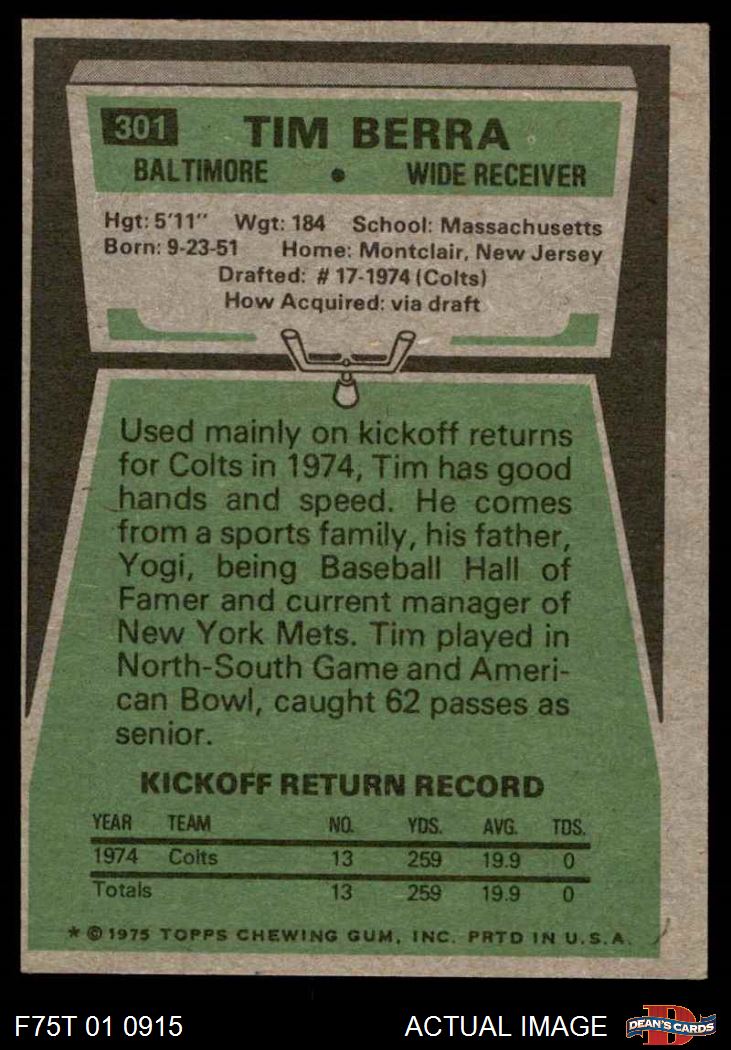 301 TIM BERRA
BALTIMORE • WIDE RECEIVER
Hgt: 5'11" Wgt: 184 School: Massachusetts
Born: 9-23-51 Home: Montclair, New Jersey
Drafted: #17-1974 (Colts)
How Acquired: via draft
Used mainly on kickoff returns
for Colts in 1974, Tim has good
hands and speed. He comes
from a sports family, his father,
Yogi, being Baseball Hall of
Famer and current manager of
New York Mets. Tim played in
North-South Game and Ameri-
can Bowl, caught 62 passes as
senior.
KICKOFF RETURN RECORD
YEAR TEAM NO. YDS. AVG. TDS.
1974 Colts 13 259 19.9 0
Totals 13 259 19.9 0
* © 1975 TOPPS CHEWING GUM, INC. PRTD IN U.S.A.
F75T 01 0915 ACTUAL IMAGE D DEAN'S CARDS